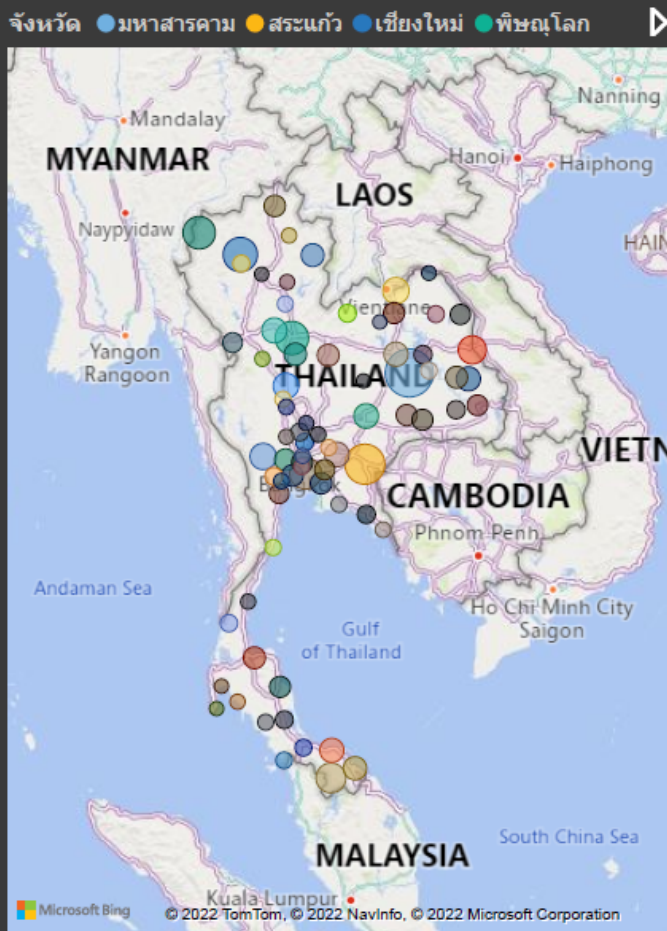 จังหวัด มหาสารคาม สระแก้ว เชียงใหม่ พิษณุโลก
Nanning
Mandalay
MYANMAR
Hanoi
Haiphong
LAOS
Naypyidaw
HAIN
Vientiane
Yangon
Rangoon
THAILAND
VIETN
Bangkok
CAMBODIA
Phnom Penh
Andaman Sea
Ho Chi Minh City
Saigon
Gulf
of Thailand
South China Sea
MALAYSIA
Kuala Lumpur
Microsoft Bing
© 2022 TomTom, © 2022 NavInfo, © 2022 Microsoft Corporation